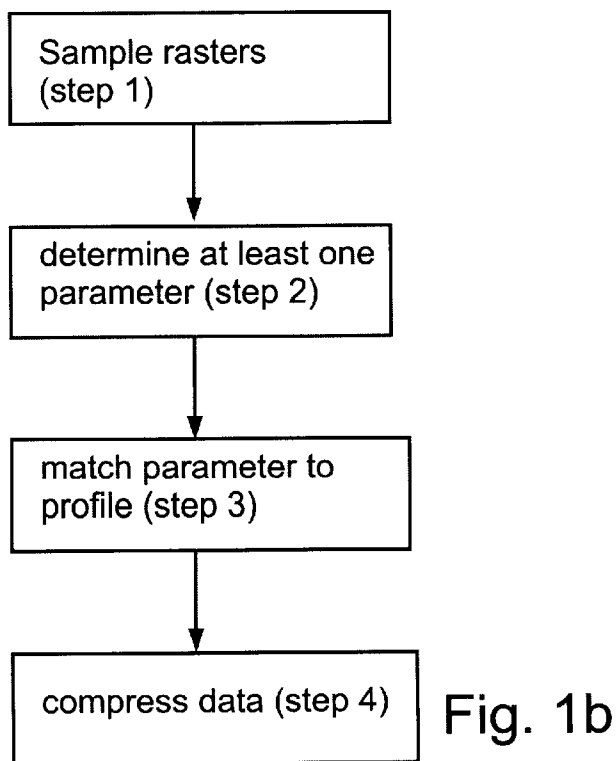 Sample rasters
(step 1)
determine at least one
parameter (step 2)
match parameter to
profile (step 3)
compress data (step 4)
Fig. 1b